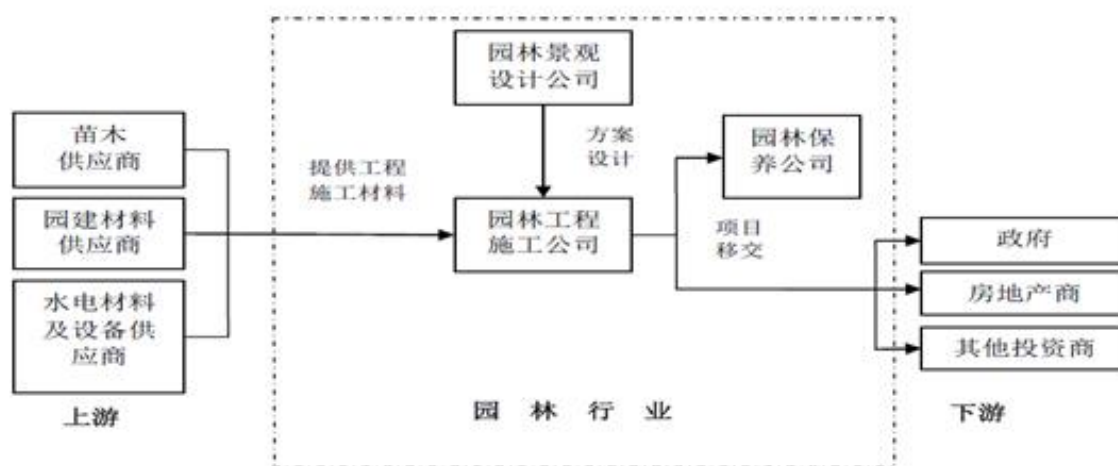 园林景观
设计公司
苗木
供应商
提供工程
施工材料
方案
设计
园林保
养公司
园建材料
供应商
园林工程
施工公司
项目
移交
政府
水电材料
及设备供
应商
房地产商
其他投资商
上游
园林行业
下游